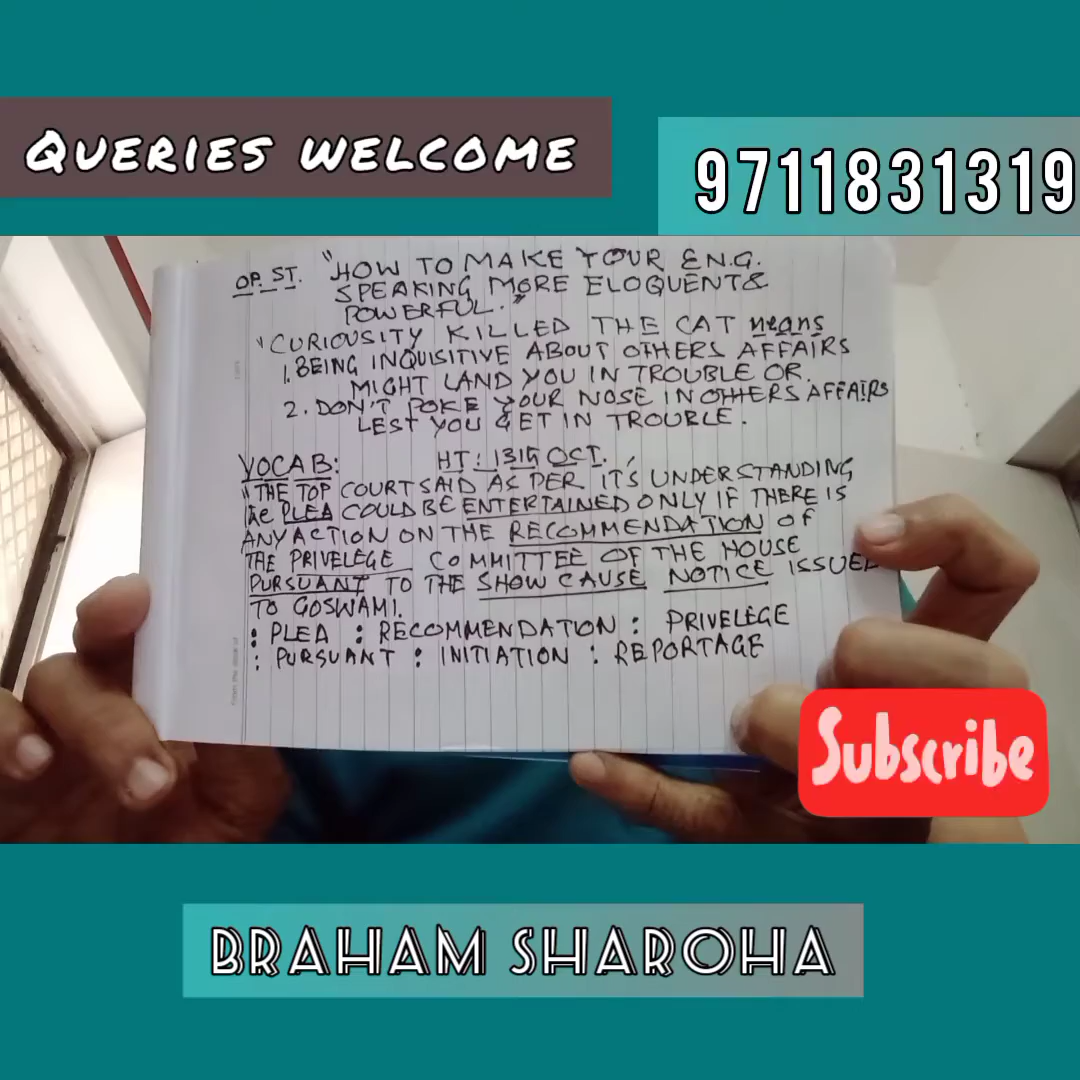 QUERIES WELCOME
9711831319
OP. ST. "HOW TO MAKE YOUR ENG.
SPEAKING MORE ELOQUENT &
POWERFUL."
"CURIOUSITY KILLED THE CAT means
1. BEING INQUISITIVE ABOUT OTHERS AFFAIRS
MIGHT LAND YOU IN TROUBLE OR.
2. DON'T POKE YOUR NOSE IN OTHERS AFFAIRS
LEST YOU GET IN TROUBLE.
VOCAB: HT: OCT.
"THE TOP COURT SAID AS PER IT'S UNDERSTANDING
THE PLEA COULD BE ENTERTAINED ONLY IF THERE IS
ANY ACTION ON THE RECOMMENDATION OF
THE PRIVELEGE COMMITTEE OF THE HOUSE
PURSUANT TO THE SHOW CAUSE NOTICE ISSUED
TO GOSWAMI.
: PLEA : RECOMMENDATION : PRIVELEGE
: PURSUANT : INITIATION : REPORTAGE
Subscribe
BRAHAM SHAROHA